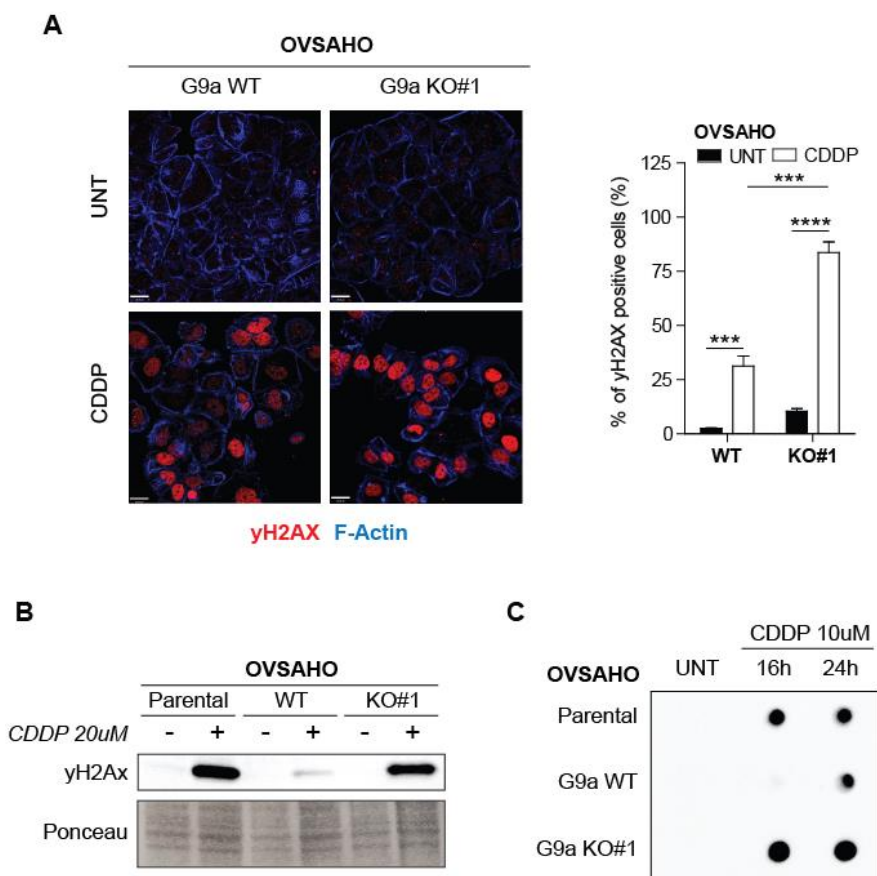 A
OVSAHO
G9a WT G9a KO#1
UNT
CDDP
yH2AX F-Actin
OVSAHO
UNT CDDP
% of yH2AX positive cells (%)
125
100
75
50
25
0
***
****
***
WT KO#1
B
OVSAHO
Parental WT KO#1
CDDP 20uM - + - + - +
yH2Ax
Ponceau
C
CDDP 10uM
OVSAHO UNT 16h 24h
Parental
G9a WT
G9a KO#1